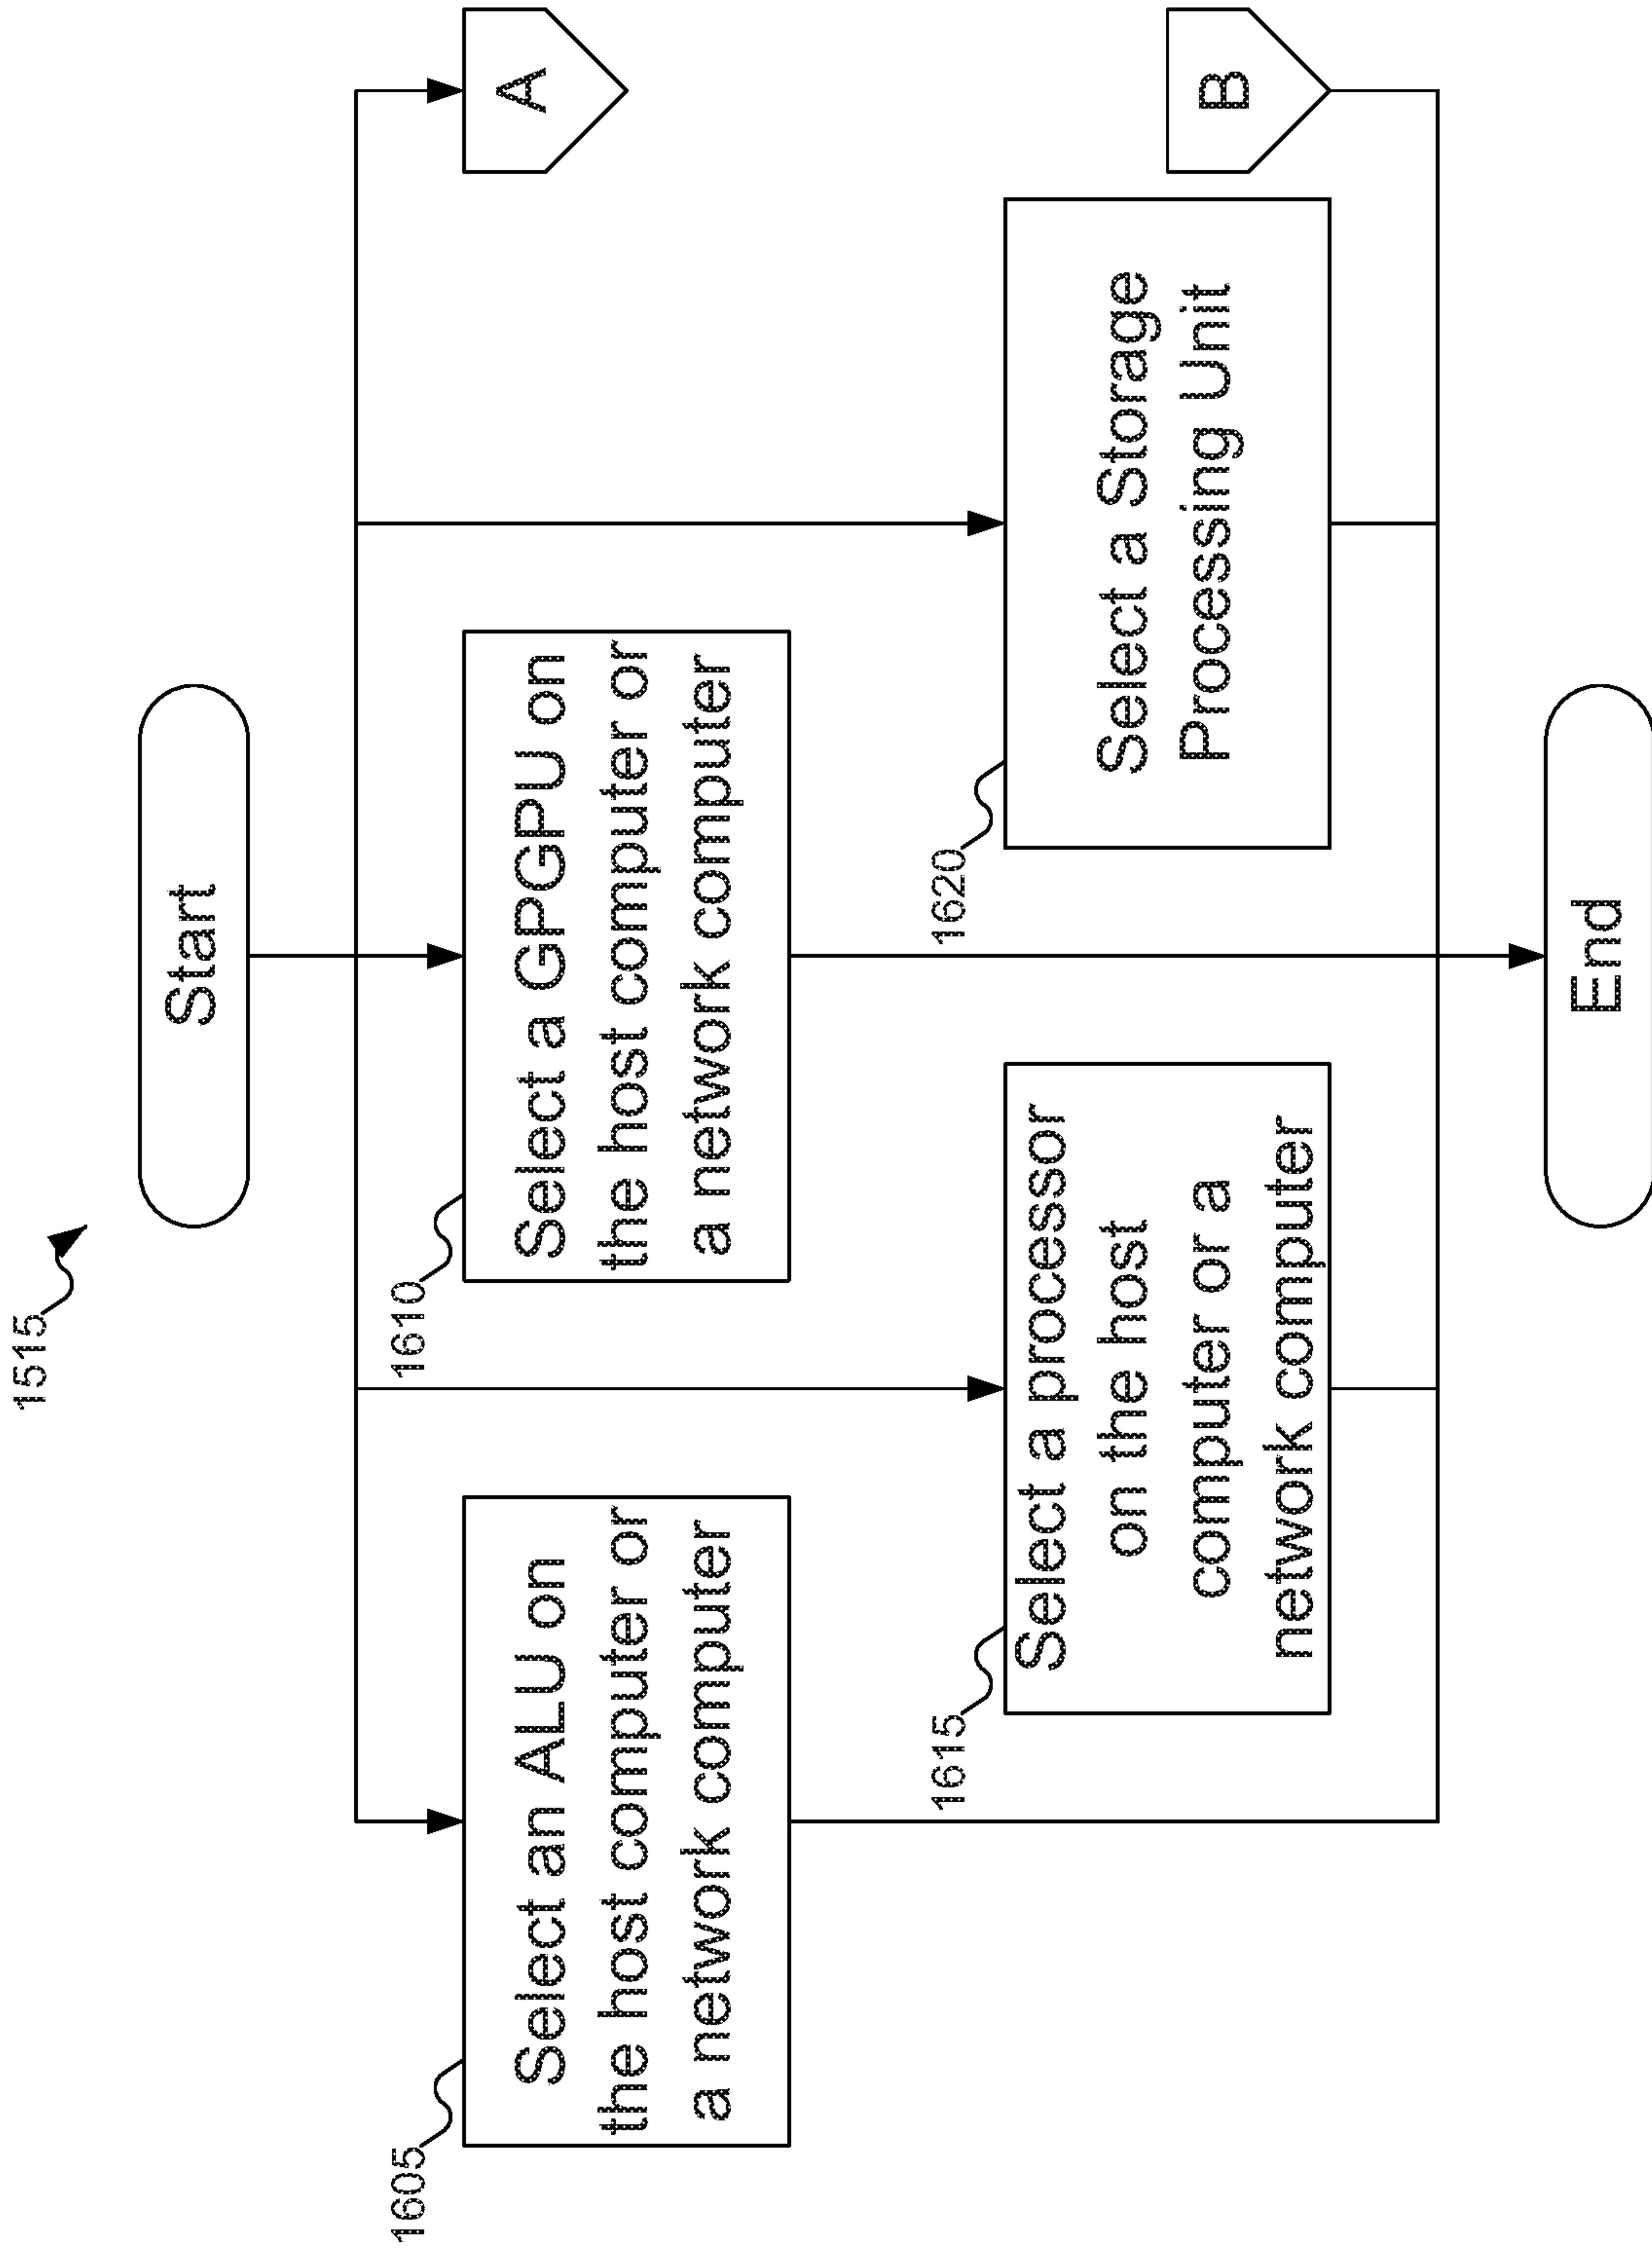 1515
Start
1605
Select an ALU on
the host computer or
a network computer
1610
Select a GPGPU on
the host computer or
a network computer
A
1615
Select a processor
on the host
computer or a
network computer
1620
Select a Storage
Processing Unit
B
End